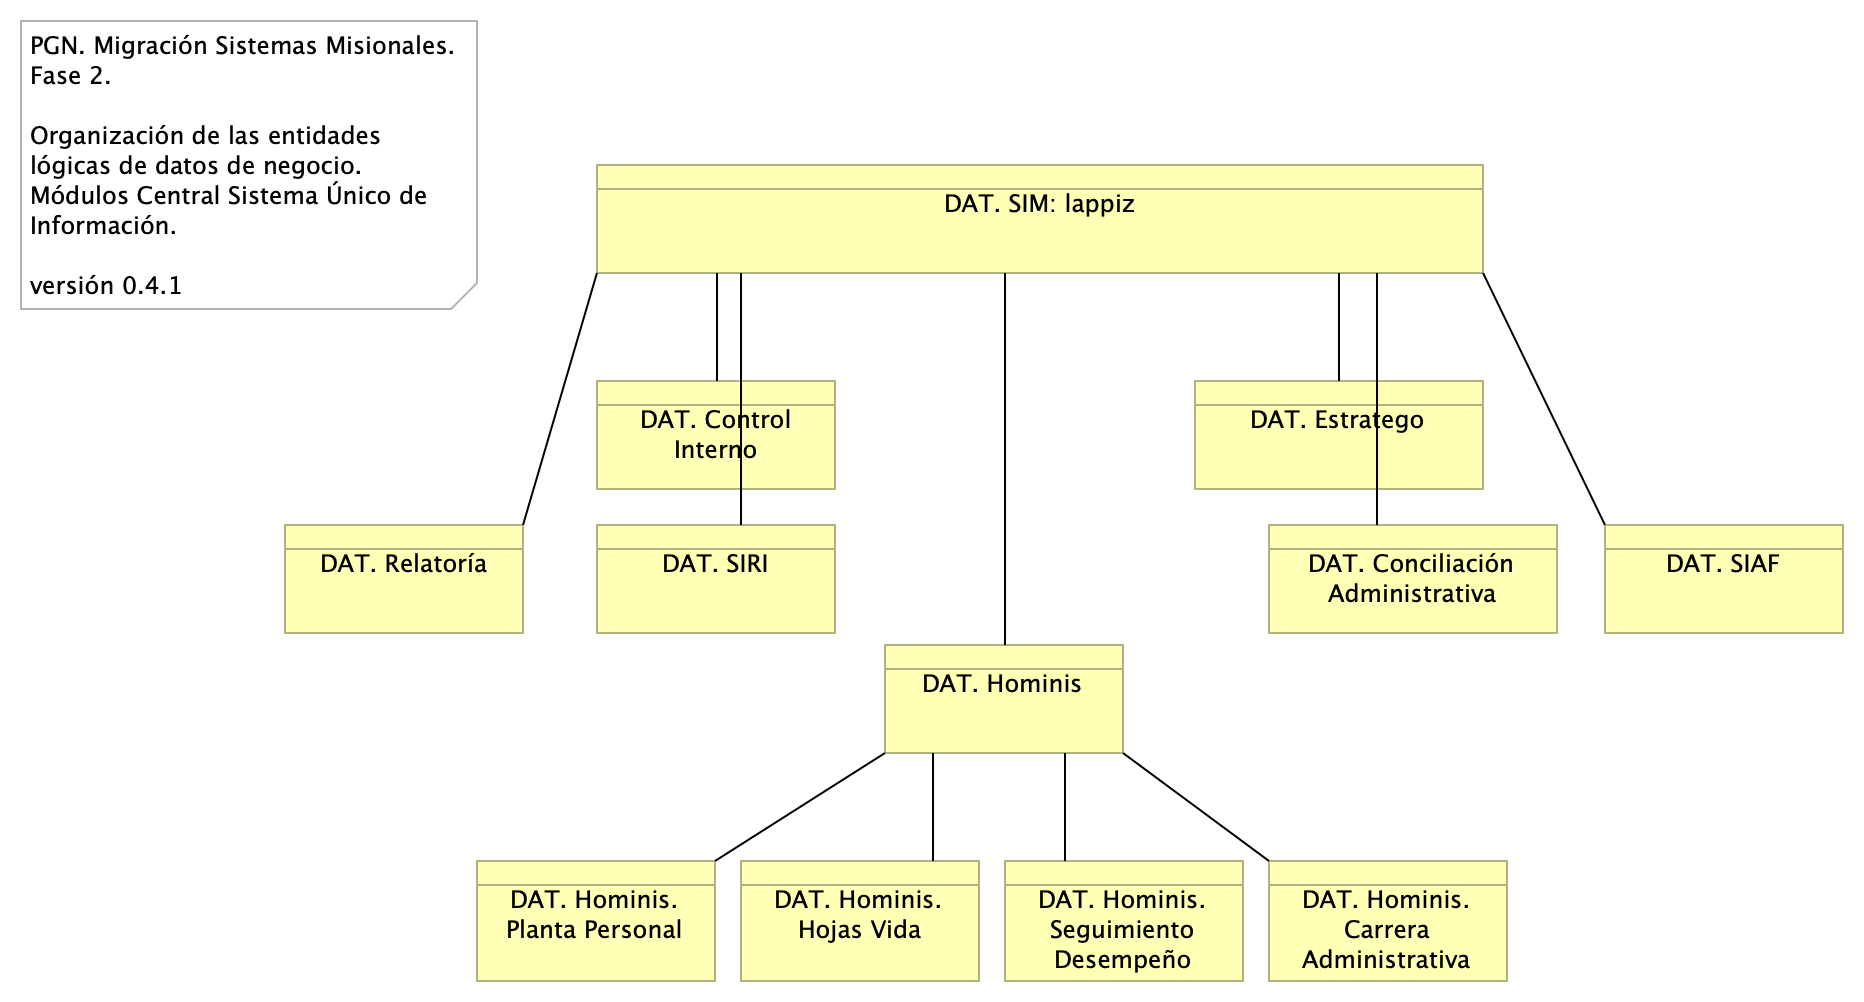 PGN. Migración Sistemas Misionales.
Fase 2.
Organización de las entidades
lógicas de datos de negocio.
Módulos Central Sistema Único de
Información.
versión 0.4.1
DAT. SIM: lappiz
DAT. Control
Interno
DAT. Estratego
DAT. Relatoría
DAT. SIRI
DAT. Conciliación
Administrativa
DAT. SIAF
DAT. Hominis
DAT. Hominis.
Planta Personal
DAT. Hominis.
Hojas Vida
DAT. Hominis.
Seguimiento
Desempeño
DAT. Hominis.
Carrera
Administrativa